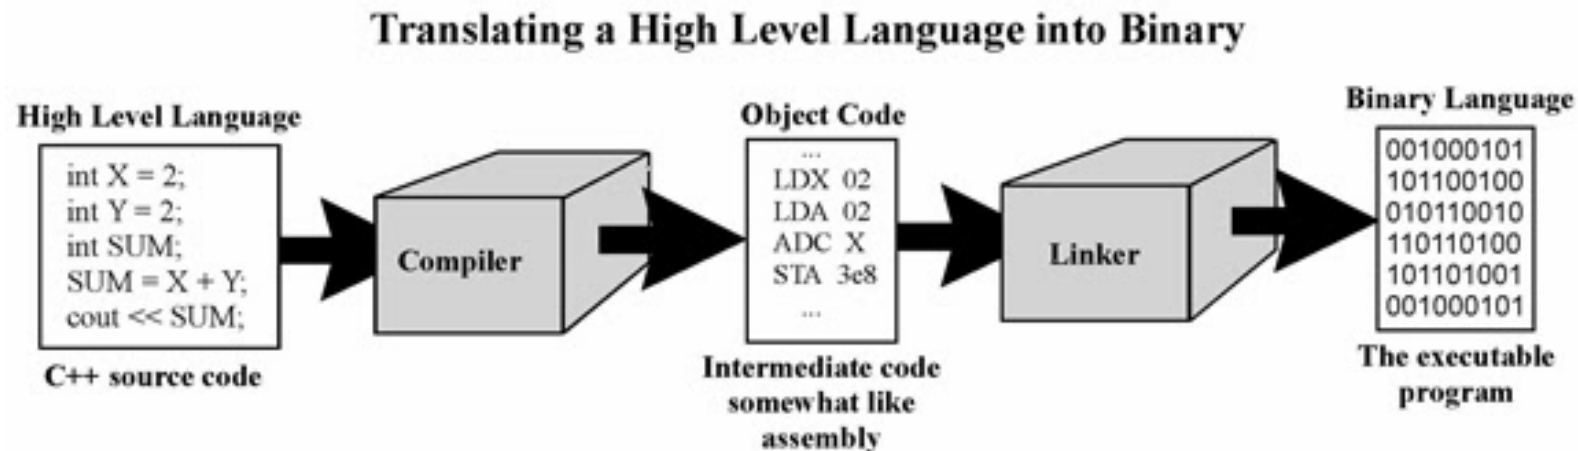 Translating a High Level Language into Binary
High Level Language
int X = 2;
int Y = 2;
int SUM;
SUM = X + Y;
cout << SUM;
C++ source code
Compiler
Object Code
...
LDX 02
LDA 02
ADC X
STA 3e8
...
Intermediate code
somewhat like
assembly
Linker
Binary Language
001000101
101100100
010110010
110110100
101101001
001000101
The executable
program